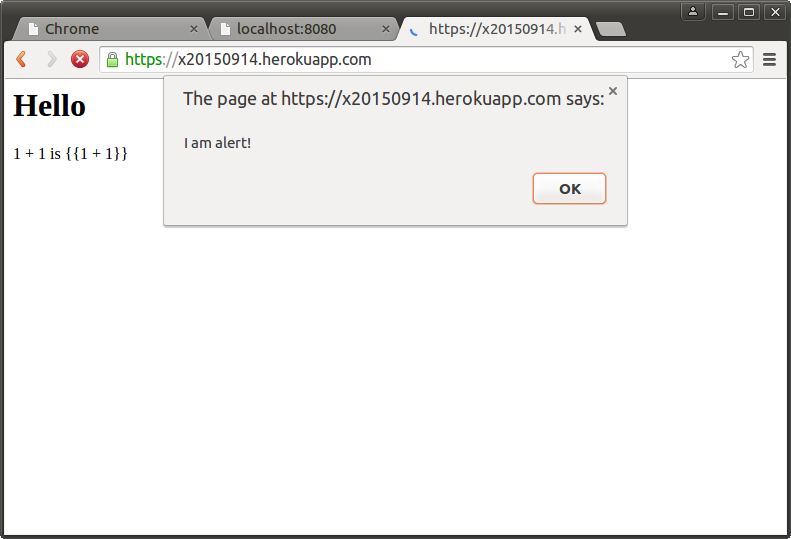 Chrome
localhost:8080
https://x20150914.h
https://x20150914.herokuapp.com
The page at https://x20150914.herokuapp.com says:
I am alert!
OK
Hello
1 + 1 is {{1 + 1}}